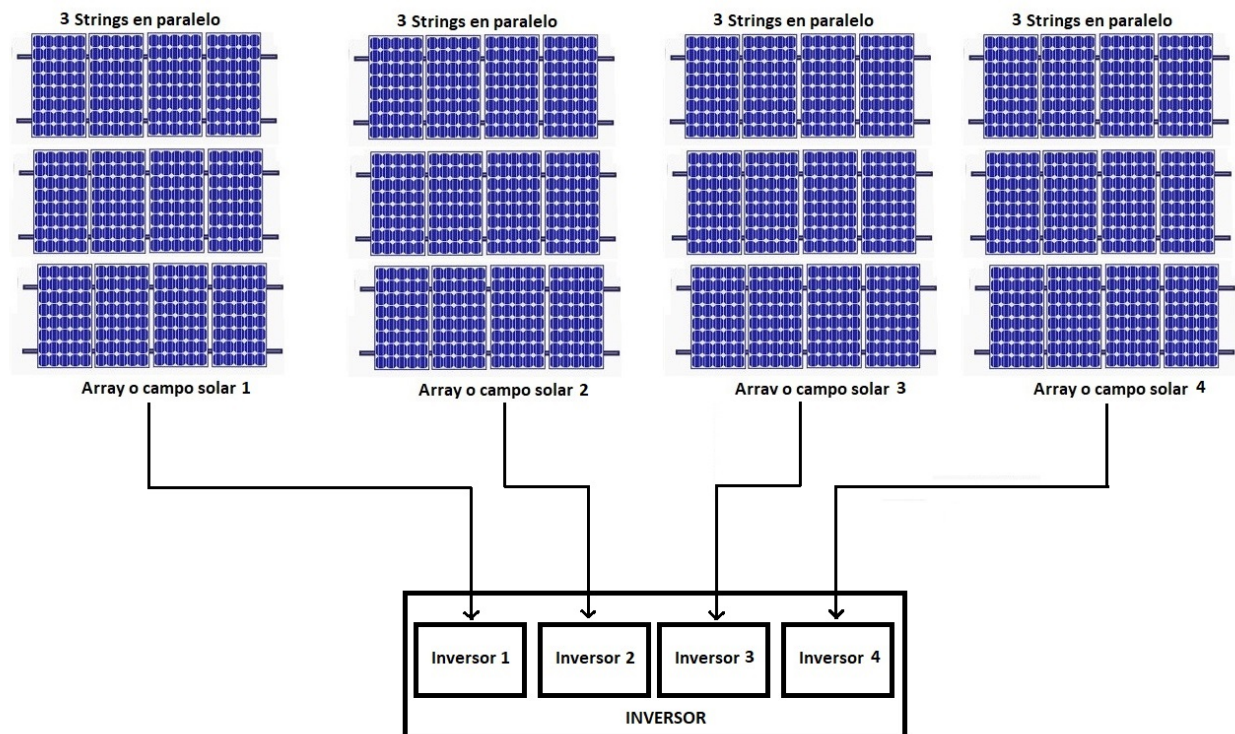 3 Strings en paralelo
3 Strings en paralelo
3 Strings en paralelo
3 Strings en paralelo
Array o campo solar 1
Array o campo solar 2
Arrav o campo solar 3
Array o campo solar 4
Inversor 1
Inversor 2
Inversor 3
Inversor 4
INVERSOR